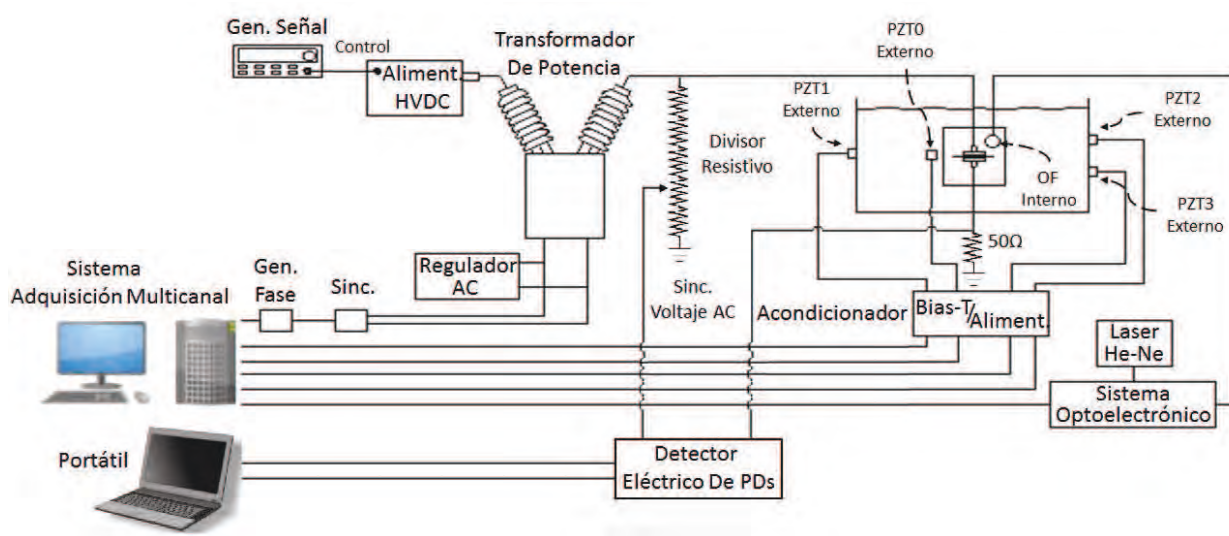 Gen. Señal
Control
Aliment.
HVDC
Transformador
De Potencia
PZT0
Externo
PZT1
Externo
PZT2
Externo
Divisor
Resistivo
OF
Interno
PZT3
Externo
50Ω
Regulador
AC
Sistema
Adquisición Multicanal
Gen.
Fase
Sinc.
Sinc.
Voltaje AC
Acondicionador
Bias-T/Aliment.
Laser
He-Ne
Sistema
Optoelectrónico
Portátil
Detector
Eléctrico De PDs